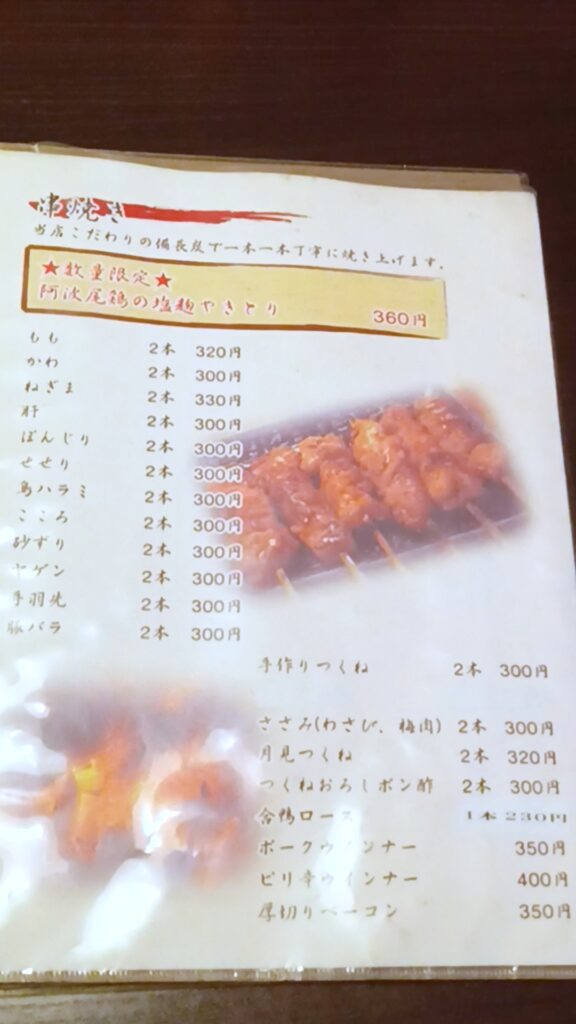 串焼き
当店こだわりの備長炭で一本一本丁寧に焼き上げます。
★数量限定★
阿波尾鶏の塩麹やきとり 360円
もも 2本 320円
かわ 2本 300円
ねぎま 2本 330円
肝 2本 300円
ぼんじり 2本 300円
せせり 2本 300円
鳥ハラミ 2本 300円
こころ 2本 300円
砂ずり 2本 300円
ヤゲン 2本 300円
手羽先 2本 300円
豚バラ 2本 300円
手作りつくね 2本 300円
ささみ(わさび、梅肉) 2本 300円
月見つくね 2本 320円
つくねおろしポン酢 2本 300円
合鴨ロース 1本230円
ポークウインナー 350円
ピリ辛ウインナー 400円
厚切りベーコン 350円